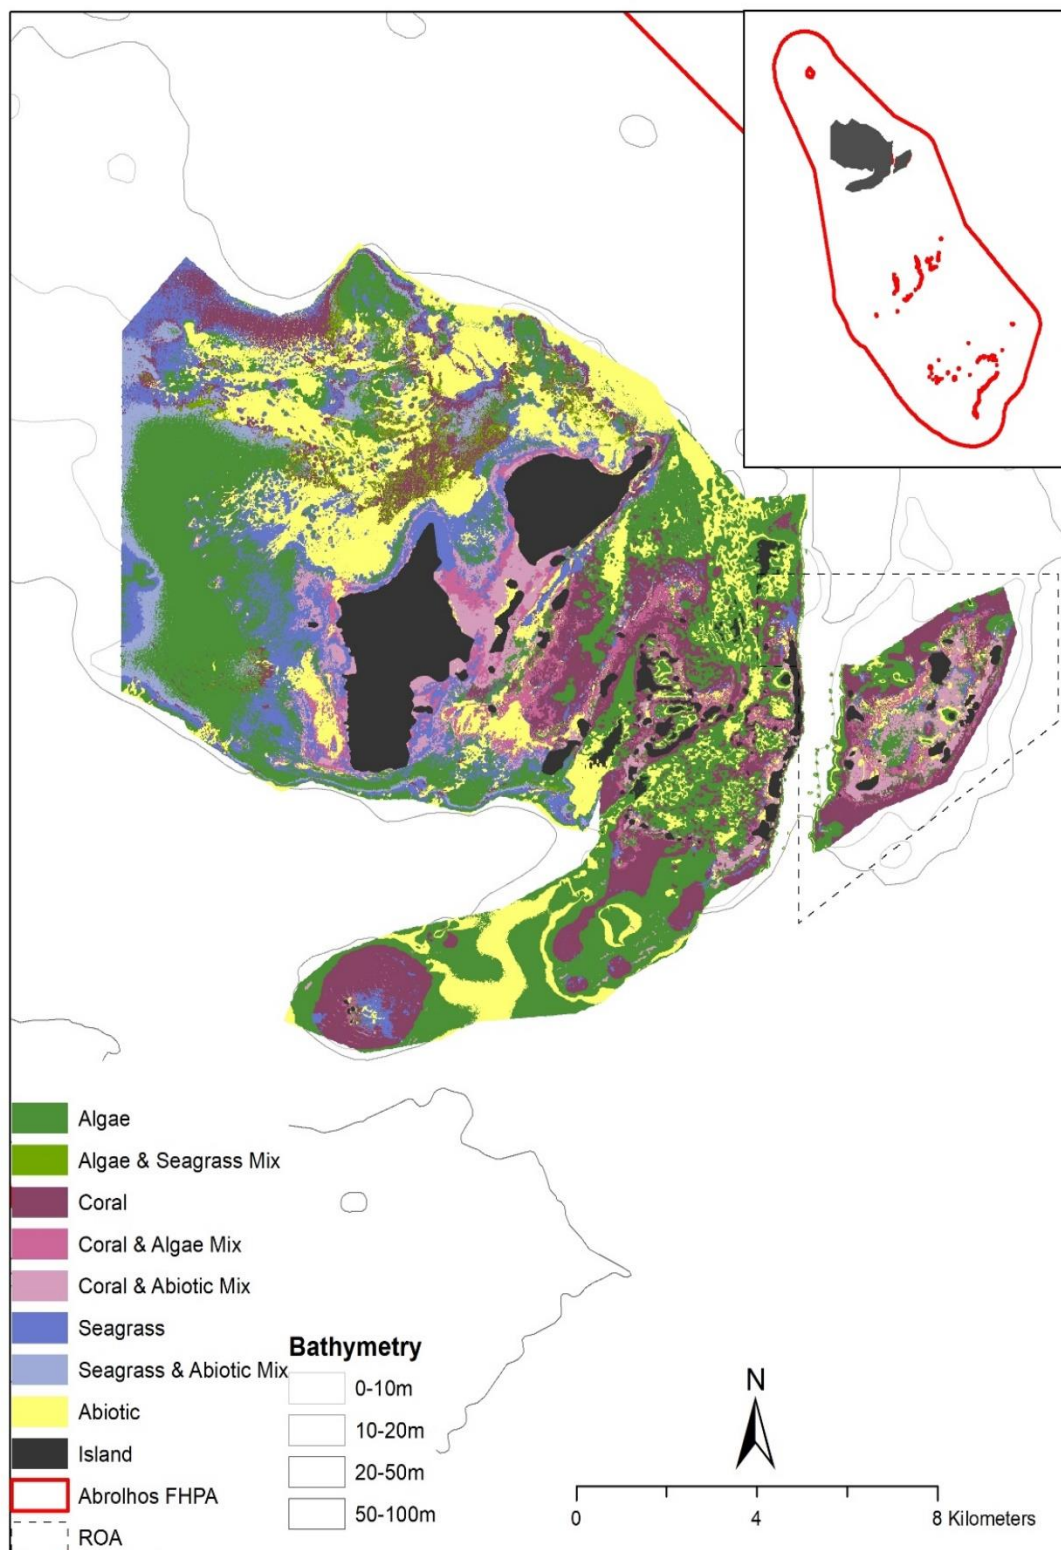 Algae
Algae & Seagrass Mix
Coral
Coral & Algae Mix
Coral & Abiotic Mix
Seagrass
Seagrass & Abiotic Mix
Abiotic
Island
Abrolhos FHPA
ROA
Bathymetry
0-10m
10-20m
20-50m
50-100m
N
0 4 8 Kilometers